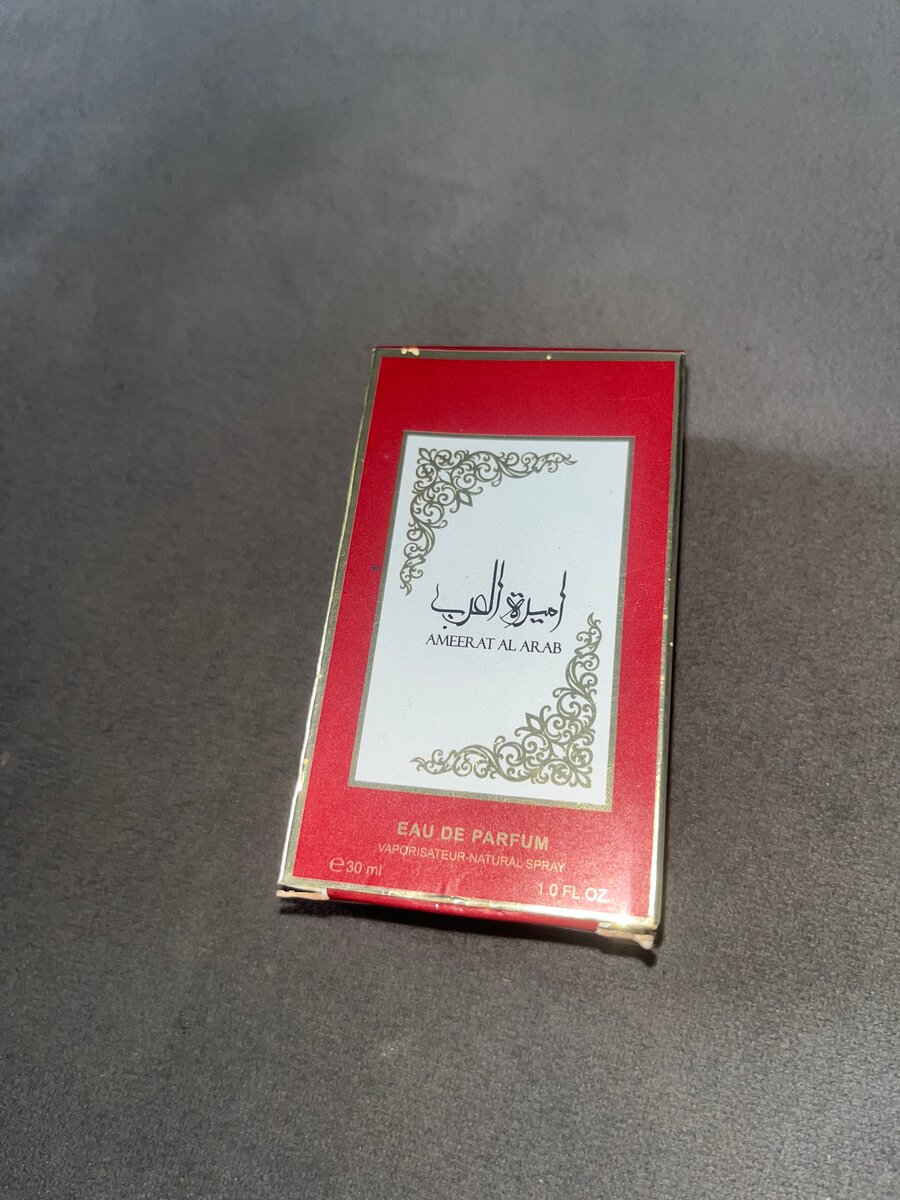 اميرة العرب
AMEERAT AL ARAB
EAU DE PARFUM
VAPORISATEUR-NATURAL SPRAY
℮30 ml
1.0 FL.OZ.